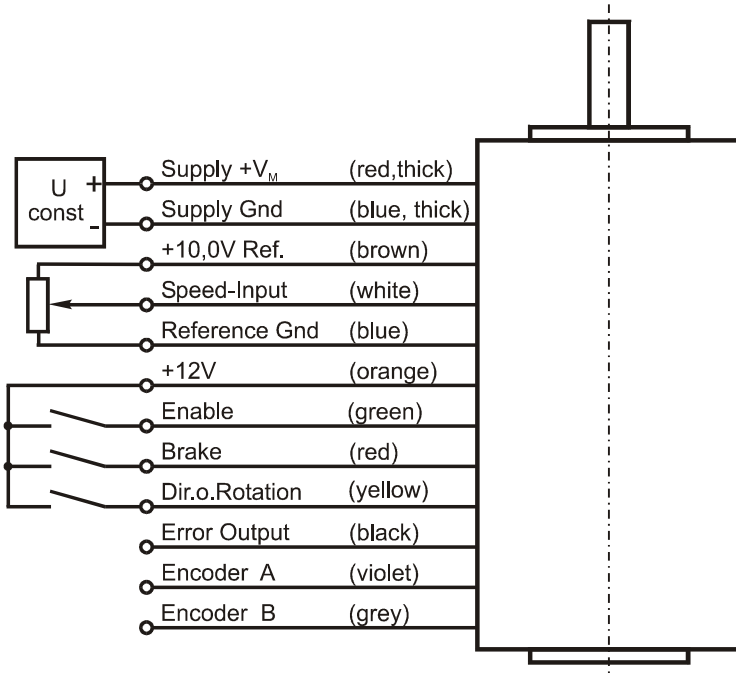 U
const
+
-
Supply +VM (red,thick)
Supply Gnd (blue, thick)
+10,0V Ref. (brown)
Speed-Input (white)
Reference Gnd (blue)
+12V (orange)
Enable (green)
Brake (red)
Dir.o.Rotation (yellow)
Error Output (black)
Encoder A (violet)
Encoder B (grey)